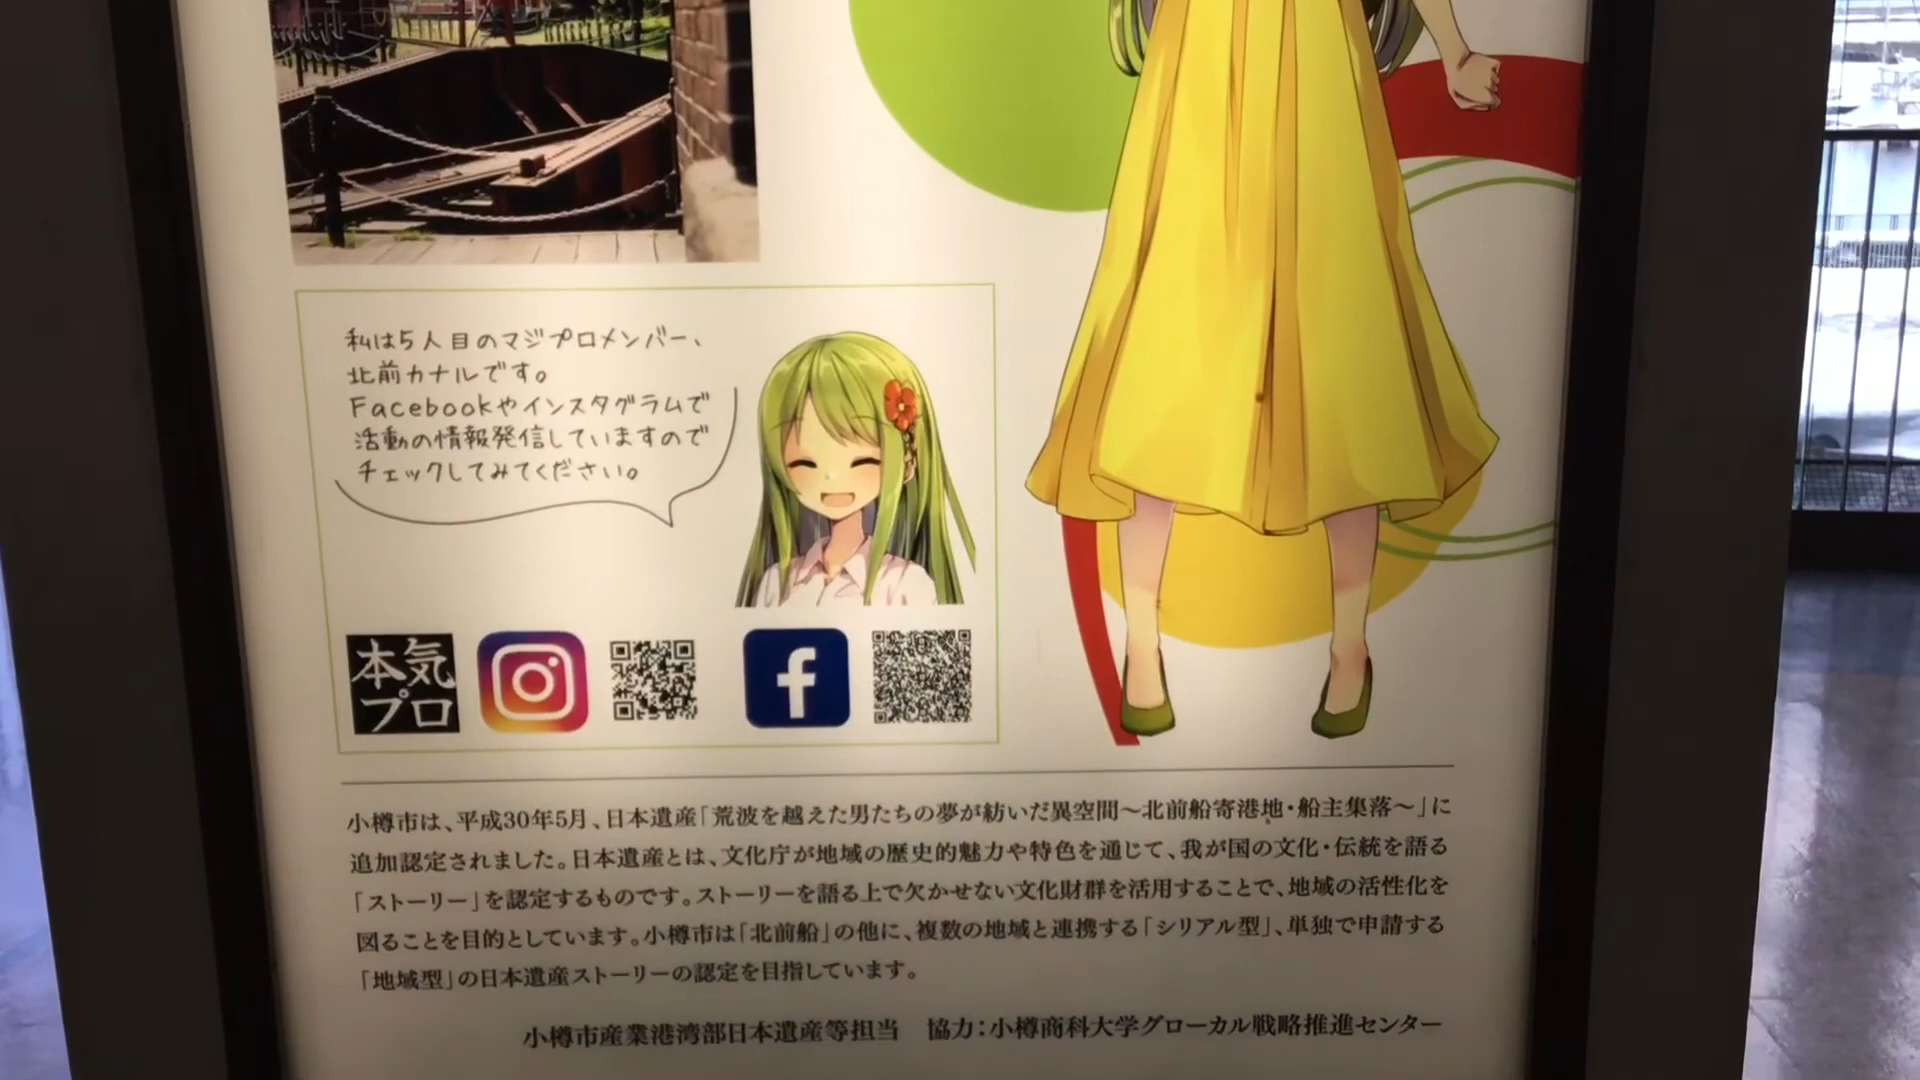 私は5人目のマジプロメンバー、
北前カナルです。
Facebookやインスタグラムで
活動の情報発信していますので
チェックしてみてください。
本気
プロ
小樽市は、平成30年5月、日本遺産「荒波を越えた男たちの夢が紡いだ異空間～北前船寄港地・船主集落～」に
追加認定されました。日本遺産とは、文化庁が地域の歴史的魅力や特色を通じて、我が国の文化・伝統を語る
「ストーリー」を認定するものです。ストーリーを語る上で欠かせない文化財群を活用することで、地域の活性化を
図ることを目的としています。小樽市は「北前船」の他に、複数の地域と連携する「シリアル型」、単独で申請する
「地域型」の日本遺産ストーリーの認定を目指しています。
小樽市産業港湾部日本遺産等担当　協力：小樽商科大学グローカル戦略推進センター